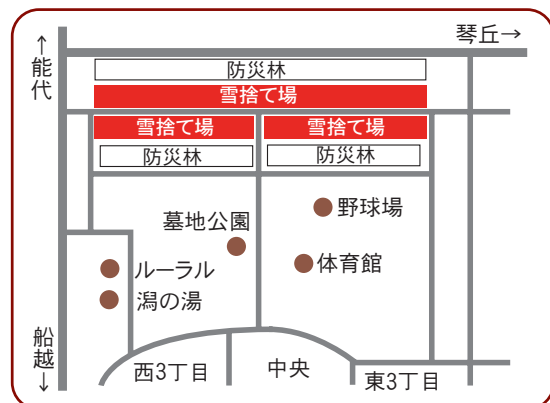 琴丘→
↑能代
防災林
雪捨て場
雪捨て場
雪捨て場
防災林
防災林
野球場
墓地公園
体育館
ルーラル
潟の湯
船越↓
西3丁目
中央
東3丁目